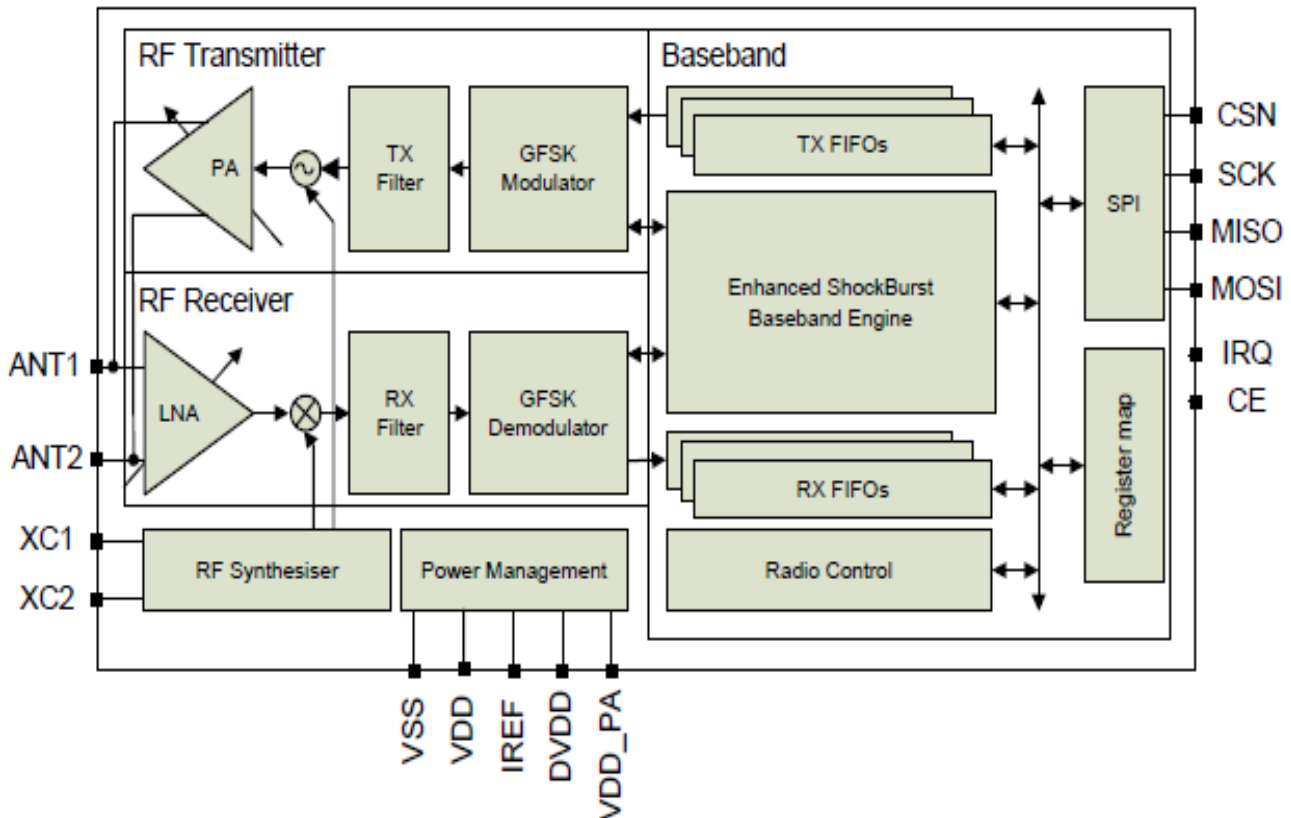 RF Transmitter
Baseband
PA
TX
Filter
GFSK
Modulator
TX FIFOs
SPI
CSN
SCK
MISO
MOSI
Enhanced ShockBurst
Baseband Engine
RF Receiver
LNA
RX
Filter
GFSK
Demodulator
RX FIFOs
Register map
IRQ
CE
ANT1
ANT2
XC1
XC2
RF Synthesiser
Power Management
Radio Control
VSS
VDD
IREF
DVDD
VDD_PA